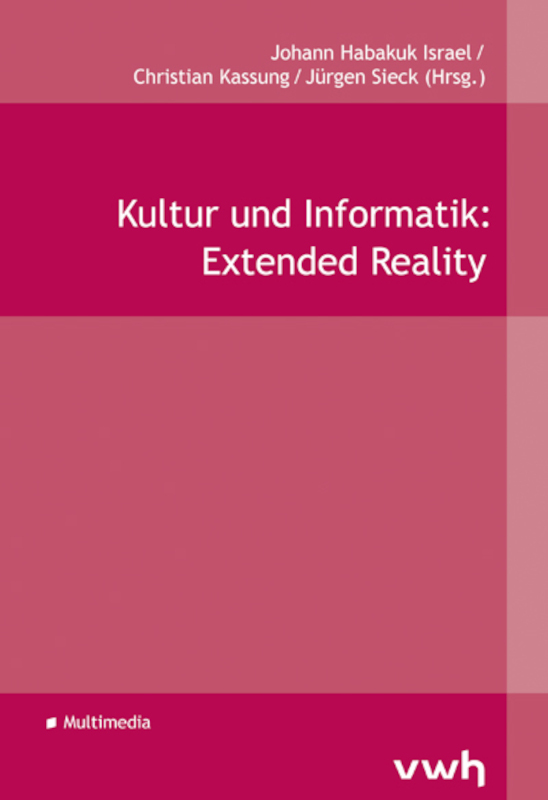 Johann Habakuk Israel /
Christian Kassung / Jürgen Sieck (Hrsg.)
Kultur und Informatik:
Extended Reality
Multimedia
vwh